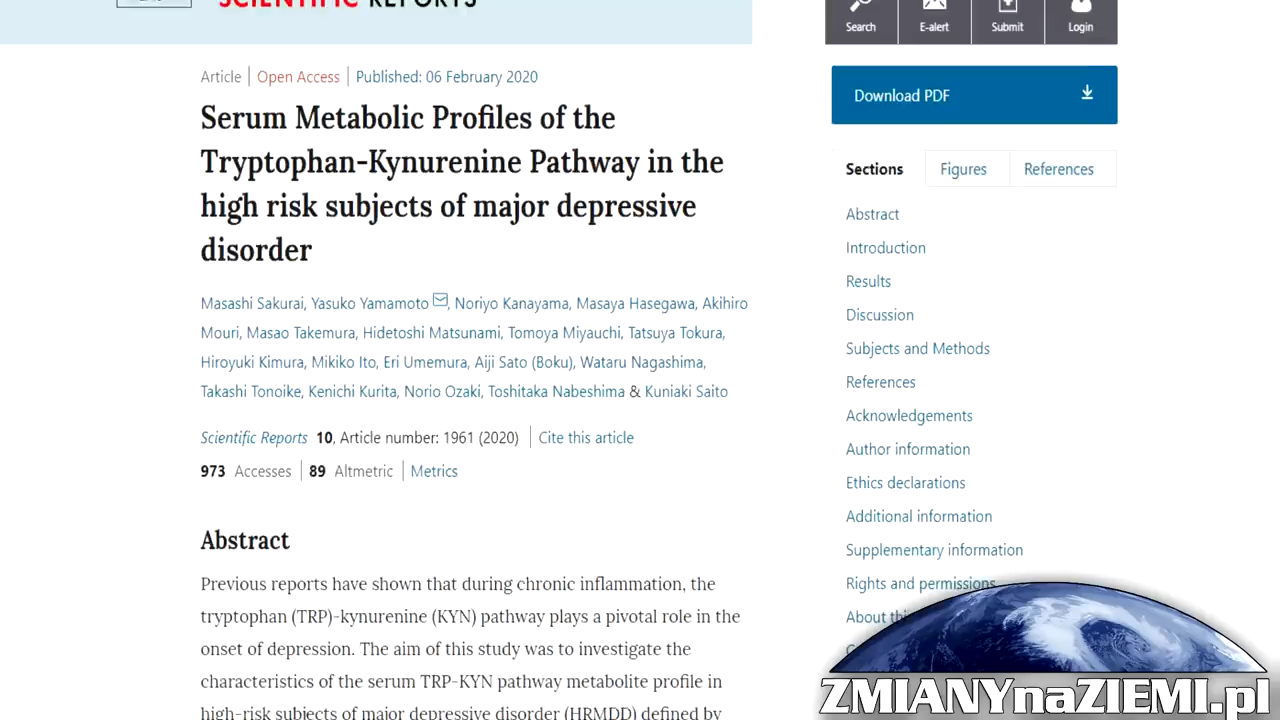 SCIENTIFIC REPORTS
Search
E-alert
Submit
Login
Article | Open Access | Published: 06 February 2020
Serum Metabolic Profiles of the
Tryptophan-Kynurenine Pathway in the
high risk subjects of major depressive
disorder
Masashi Sakurai, Yasuko Yamamoto, Noriyo Kanayama, Masaya Hasegawa, Akihiro
Mouri, Masao Takemura, Hidetoshi Matsunami, Tomoya Miyauchi, Tatsuya Tokura,
Hiroyuki Kimura, Mikiko Ito, Eri Umemura, Aiji Sato (Boku), Wataru Nagashima,
Takashi Tonoike, Kenichi Kurita, Norio Ozaki, Toshitaka Nabeshima & Kuniaki Saito
Scientific Reports 10, Article number: 1961 (2020) | Cite this article
973 Accesses | 89 Altmetric | Metrics
Abstract
Previous reports have shown that during chronic inflammation, the
tryptophan (TRP)-kynurenine (KYN) pathway plays a pivotal role in the
onset of depression. The aim of this study was to investigate the
characteristics of the serum TRP-KYN pathway metabolite profile in
high-risk subjects of major depressive disorder (HRMDD) defined by
Download PDF
Sections
Figures
References
Abstract
Introduction
Results
Discussion
Subjects and Methods
References
Acknowledgements
Author information
Ethics declarations
Additional information
Supplementary information
Rights and permissions
About
ZMIANYnaZIEMI.pl